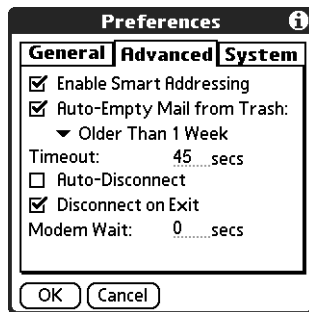 Preferences
General Advanced System
Enable Smart Addressing
Auto-Empty Mail from Trash:
Older Than 1 Week
Timeout: 45 secs
Auto-Disconnect
Disconnect on Exit
Modem Wait: 0 secs
OK Cancel